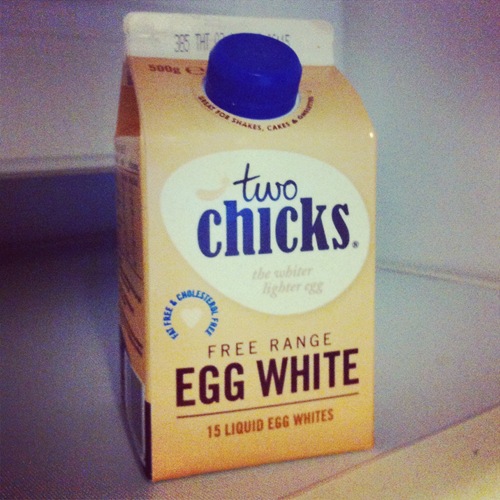 500g
GREAT FOR SHAKES, CAKES &
two
chicks®
the whiter
lighter egg
FAT FREE & CHOLESTEROL FREE
FREE RANGE
EGG WHITE
15 LIQUID EGG WHITES